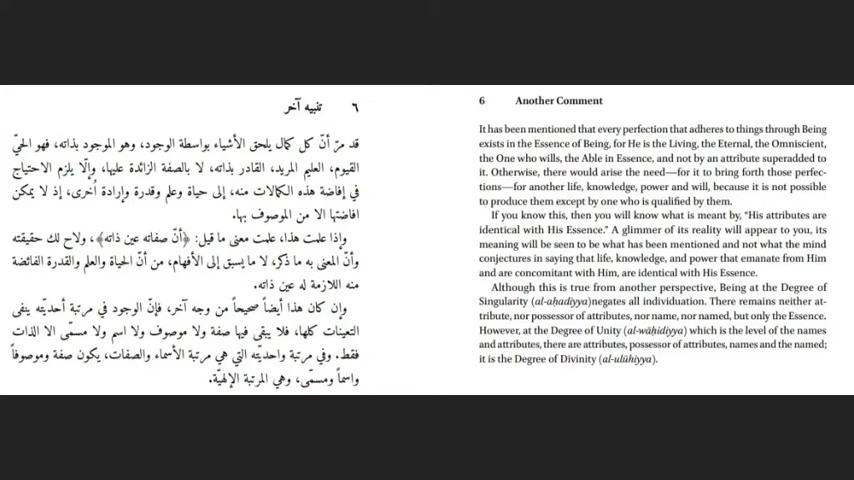 ٦ تنبيه آخر
قد مرّ أنّ كل كمال يلحق الأشياء بواسطة الوجود، وهو الموجود بذاته، فهو الحيّ
القيوم، العليم المريد، القادر بذاته، لا بالصفة الزائدة عليها، وإلّا يلزم الاحتياج
في إفاضة هذه الكمالات منه، إلى حياة وعلم وقدرة وإرادة اُخرى، إذ لا يمكن
افاضتها الا من الموصوف بها.
وإذا علمت هذا، علمت معنى ما قيل: ﴿أنّ صفاته عين ذاته﴾، ولاح لك حقيقته
وأنّ المعنى به ما ذكر، لا ما يسبق إلى الأفهام، من أنّ الحياة والعلم والقدرة الفائضة
منه اللازمة له عين ذاته.
وإن كان هذا أيضاً صحيحاً من وجه آخر، فإنّ الوجود في مرتبة أحديّته ينفى
التعينات كلها، فلا يبقى فيها صفة ولا موصوف ولا اسم ولا مسمّى الا الذات
فقط. وفي مرتبة واحديّته التي هي مرتبة الأسماء والصفات، يكون صفة وموصوفاً
واسماً ومسمّى، وهي المرتبة الإلهيّة.
6 Another Comment
It has been mentioned that every perfection that adheres to things through Being
exists in the Essence of Being, for He is the Living, the Eternal, the Omniscient,
the One who wills, the Able in Essence, and not by an attribute superadded to
it. Otherwise, there would arise the need—for it to bring forth those perfec-
tions—for another life, knowledge, power and will, because it is not possible
to produce them except by one who is qualified by them.
If you know this, then you will know what is meant by, “His attributes are
identical with His Essence.” A glimmer of its reality will appear to you, its
meaning will be seen to be what has been mentioned and not what the mind
conjectures in saying that life, knowledge, and power that emanate from Him
and are concomitant with Him, are identical with His Essence.
Although this is true from another perspective, Being at the Degree of
Singularity (al-aḥadiyya)negates all individuation. There remains neither at-
tribute, nor possessor of attributes, nor name, nor named, but only the Essence.
However, at the Degree of Unity (al-wāḥidiyya) which is the level of the names
and attributes, there are attributes, possessor of attributes, names and the named;
it is the Degree of Divinity (al-ulūhiyya).